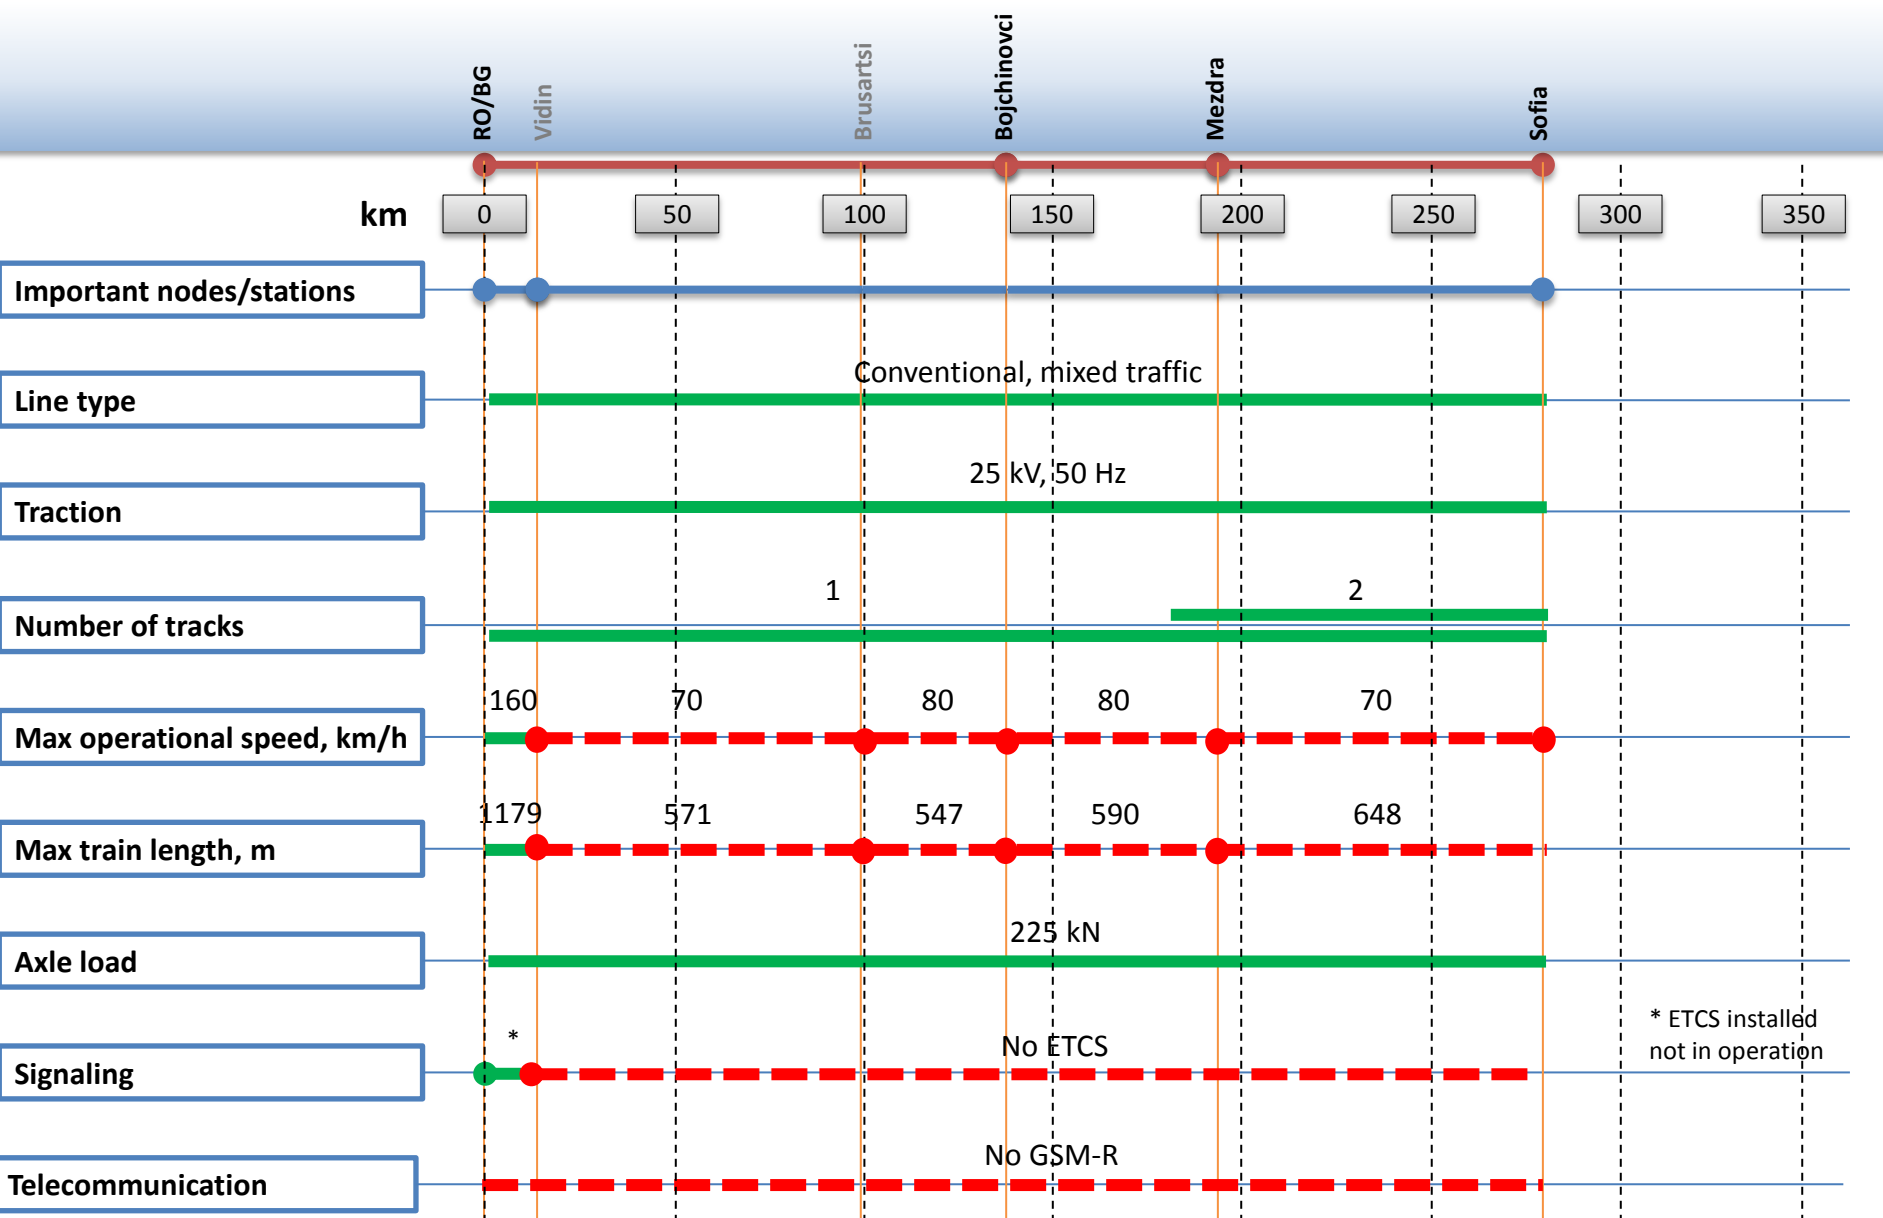 RO/BG
Vidin
Brusartsi
Bojchinovci
Mezdra
Sofia
km
0
50
100
150
200
250
300
350
Important nodes/stations
Line type
Conventional, mixed traffic
Traction
25 kV, 50 Hz
Number of tracks
1
2
Max operational speed, km/h
160
70
80
80
70
Max train length, m
1179
571
547
590
648
Axle load
225 kN
Signaling
*
No ETCS
* ETCS installed
not in operation
Telecommunication
No GSM-R